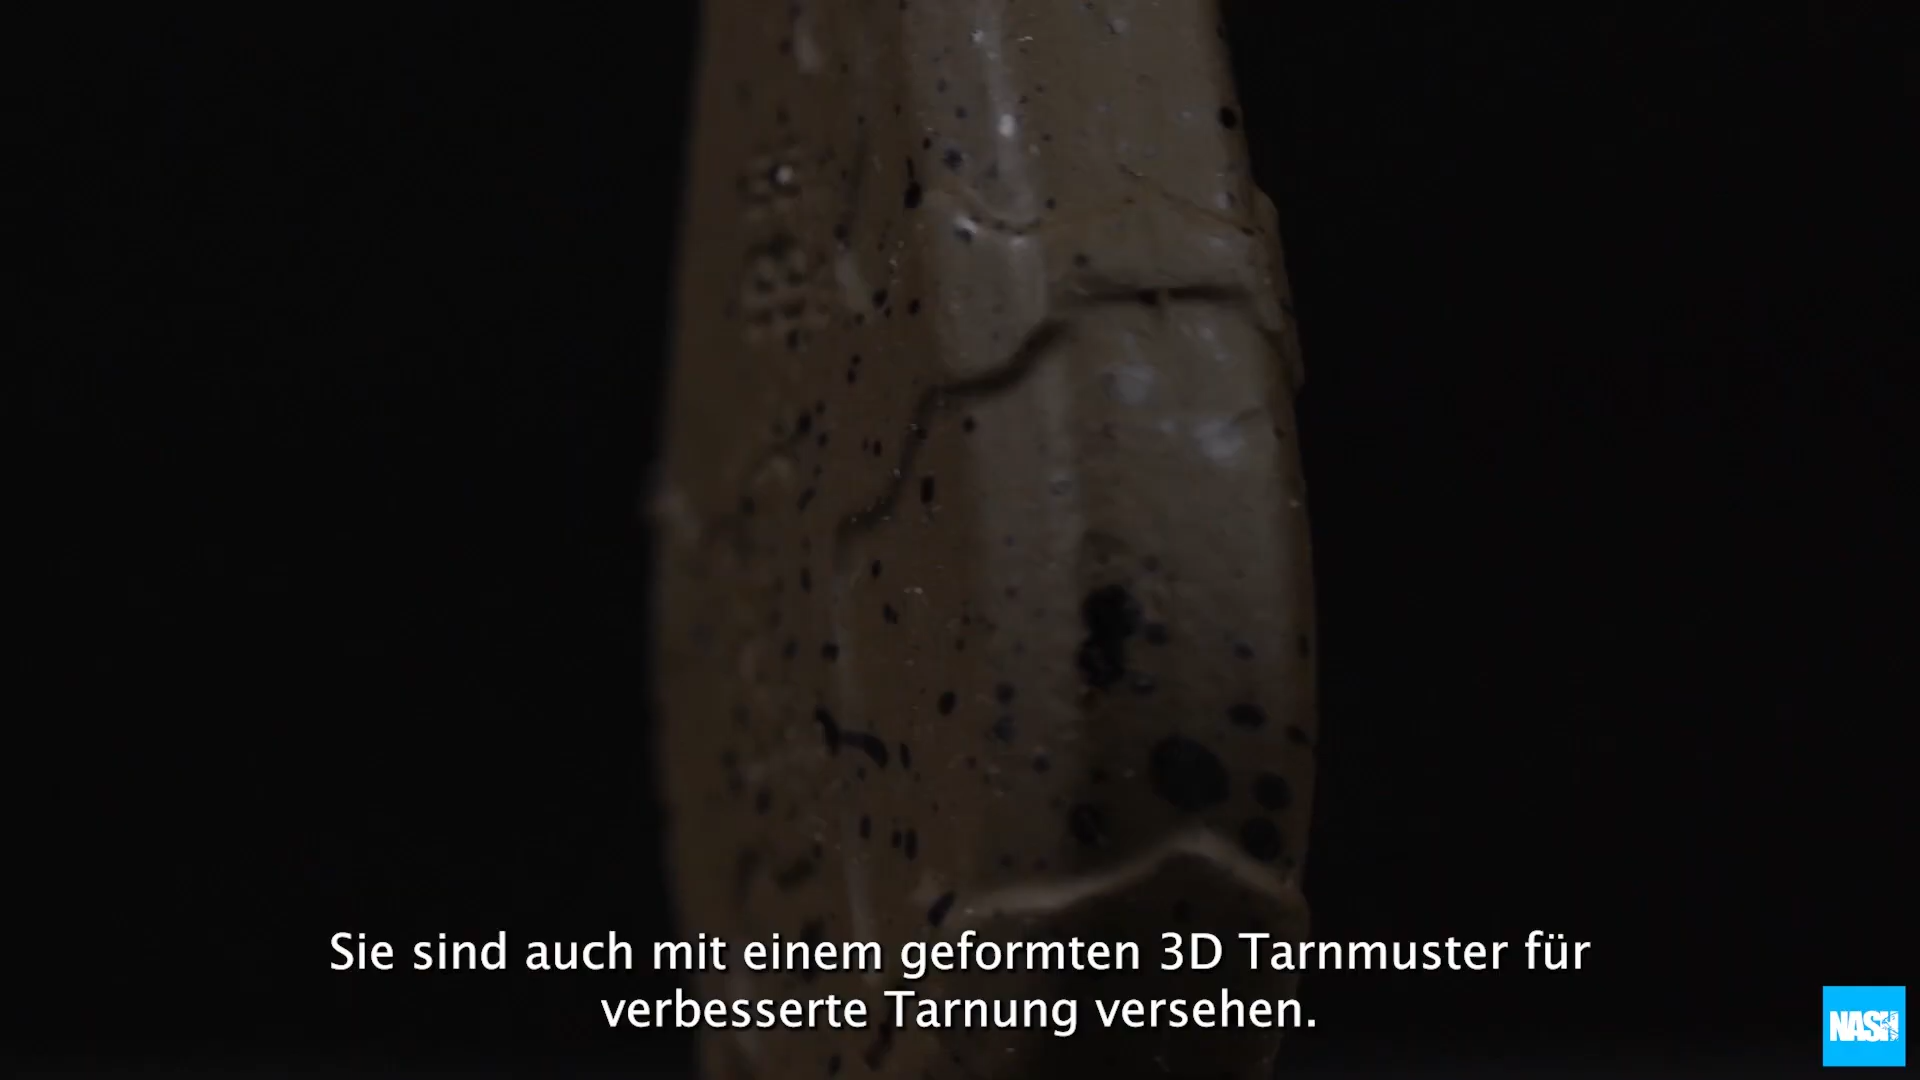 Sie sind auch mit einem geformten 3D Tarnmuster für
verbesserte Tarnung versehen.
NASH